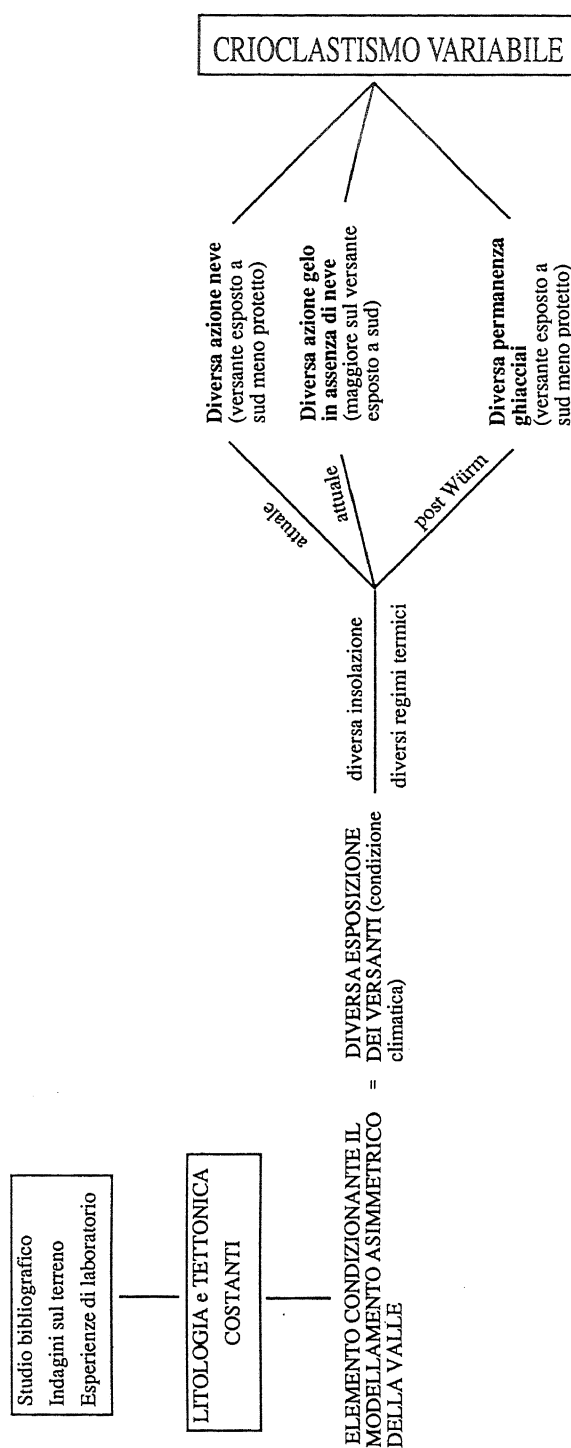 Studio bibliografico
Indagini sul terreno
Esperienze di laboratorio
LITOLOGIA e TETTONICA
COSTANTI
ELEMENTO CONDIZIONANTE IL
MODELLAMENTO ASIMMETRICO
DELLA VALLE
=
DIVERSA ESPOSIZIONE
DEI VERSANTI (condizione
climatica)
diversa insolazione
diversi regimi termici
attuale
attuale
post Würm
Diversa azione neve
(versante esposto a
sud meno protetto)
Diversa azione gelo
in assenza di neve
(maggiore sul versante
esposto a sud)
Diversa permanenza
ghiacciai
(versante esposto a
sud meno protetto)
CRIOCLASTISMO VARIABILE